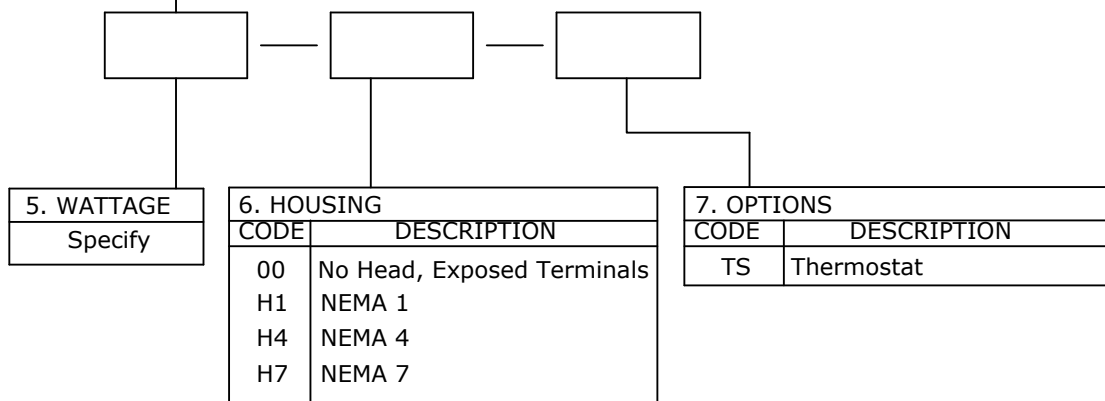 5. WATTAGE
Specify
6. HOUSING
CODE DESCRIPTION
00 No Head, Exposed Terminals
H1 NEMA 1
H4 NEMA 4
H7 NEMA 7
7. OPTIONS
CODE DESCRIPTION
TS Thermostat